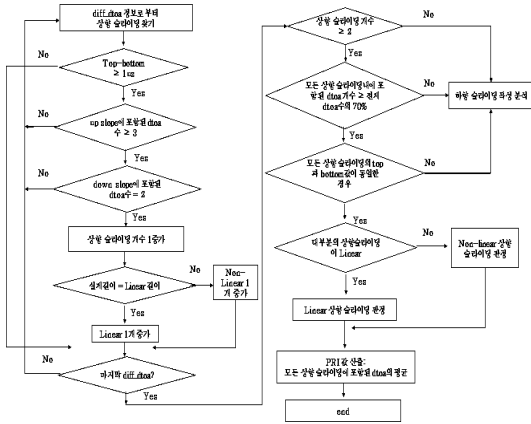 diff_dtoa 정보로 부터
상향 슬라이딩 찾기
No
Top-bottom
≥ 1us
Yes
No
up slope에 포함된 dtoa
수 ≥ 3
Yes
No
down slope에 포함된
dtoa수 = 2
Yes
상향 슬라이딩 개수 1증가
실제길이 = Linear 길이
No
Non-
Linear 1
개 증가
Yes
Linear 1개 증가
No
마지막 diff_dtoa?
Yes
상향 슬라이딩 개수
≥ 2
No
Yes
모든 상향 슬라이딩내에 포
함된 dtoa개수 ≥ 전체
dtoa수의 70%
No
하향 슬라이딩 특성 분석
Yes
모든 상향 슬라이딩의 top
과 bottom값이 동일한
경우
No
Yes
대부분의 상향슬라이딩
이 Linear
No
Non-linear 상향
슬라이딩 판정
Yes
Linear 상향슬라이딩 판정
PRI 값 산출:
모든 상향 슬라이딩에 포함된 dtoa의 평균
end